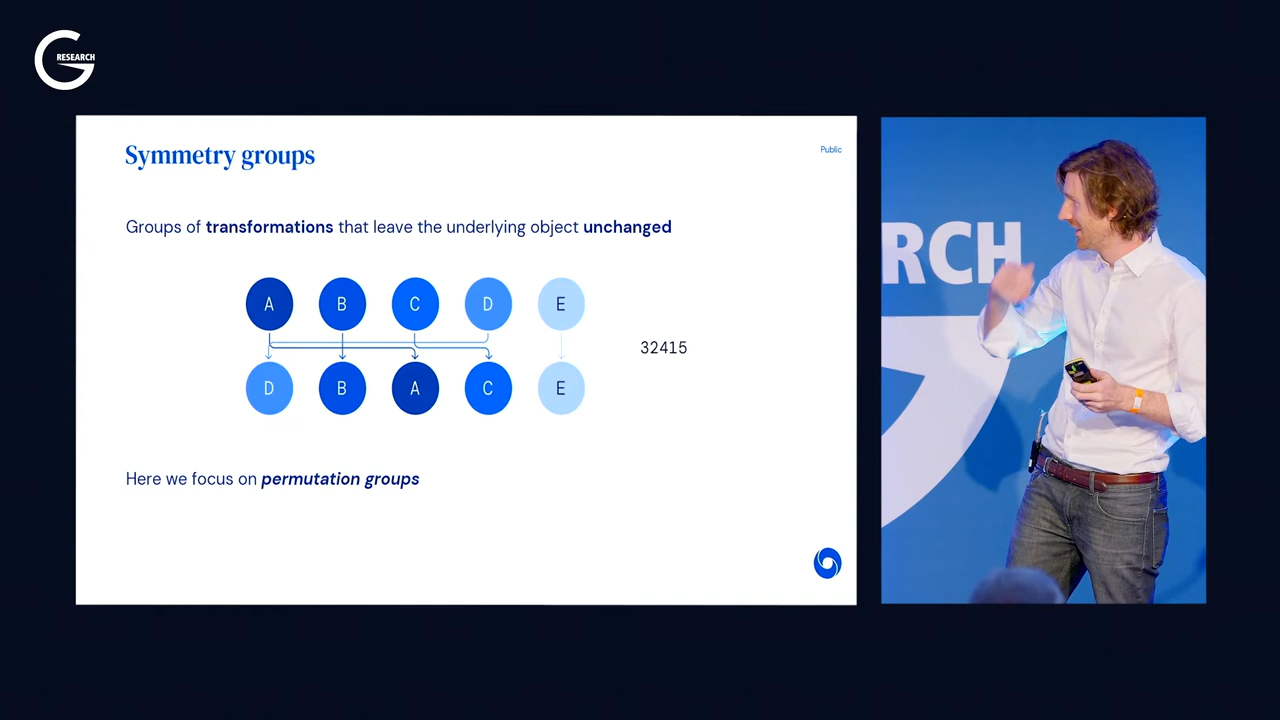 G RESEARCH
Symmetry groups
Public
Groups of transformations that leave the underlying object unchanged
A B C D E
32415
D B A C E
Here we focus on permutation groups
RCH